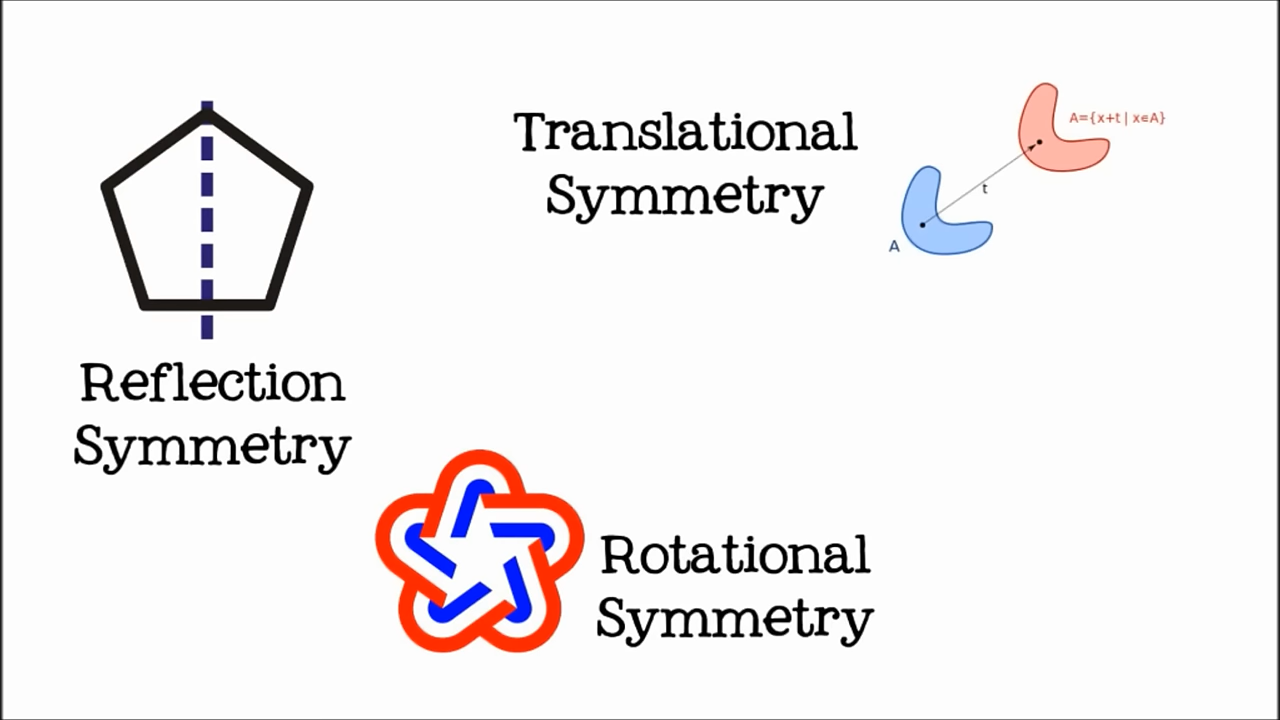 Translational
Symmetry
A={x+t | x∈A}
t
A
Reflection
Symmetry
Rotational
Symmetry